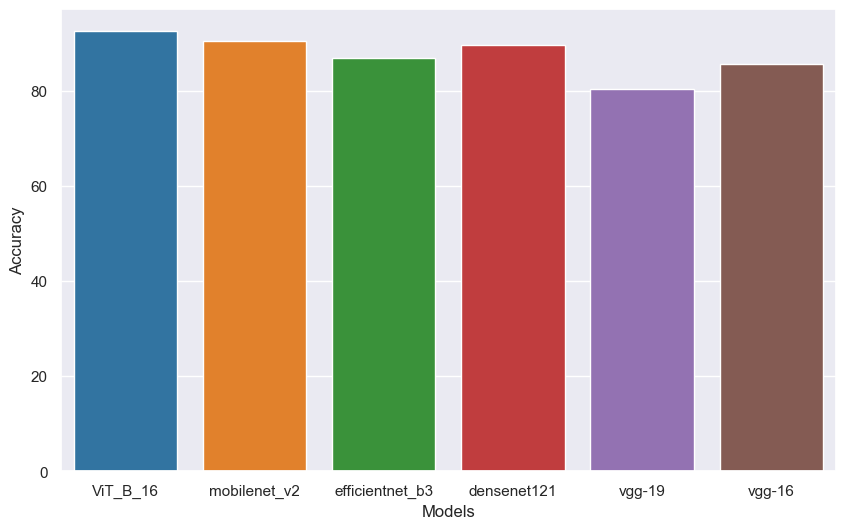 Accuracy
80
60
40
20
0
ViT_B_16 mobilenet_v2 efficientnet_b3 densenet121 vgg-19 vgg-16
Models